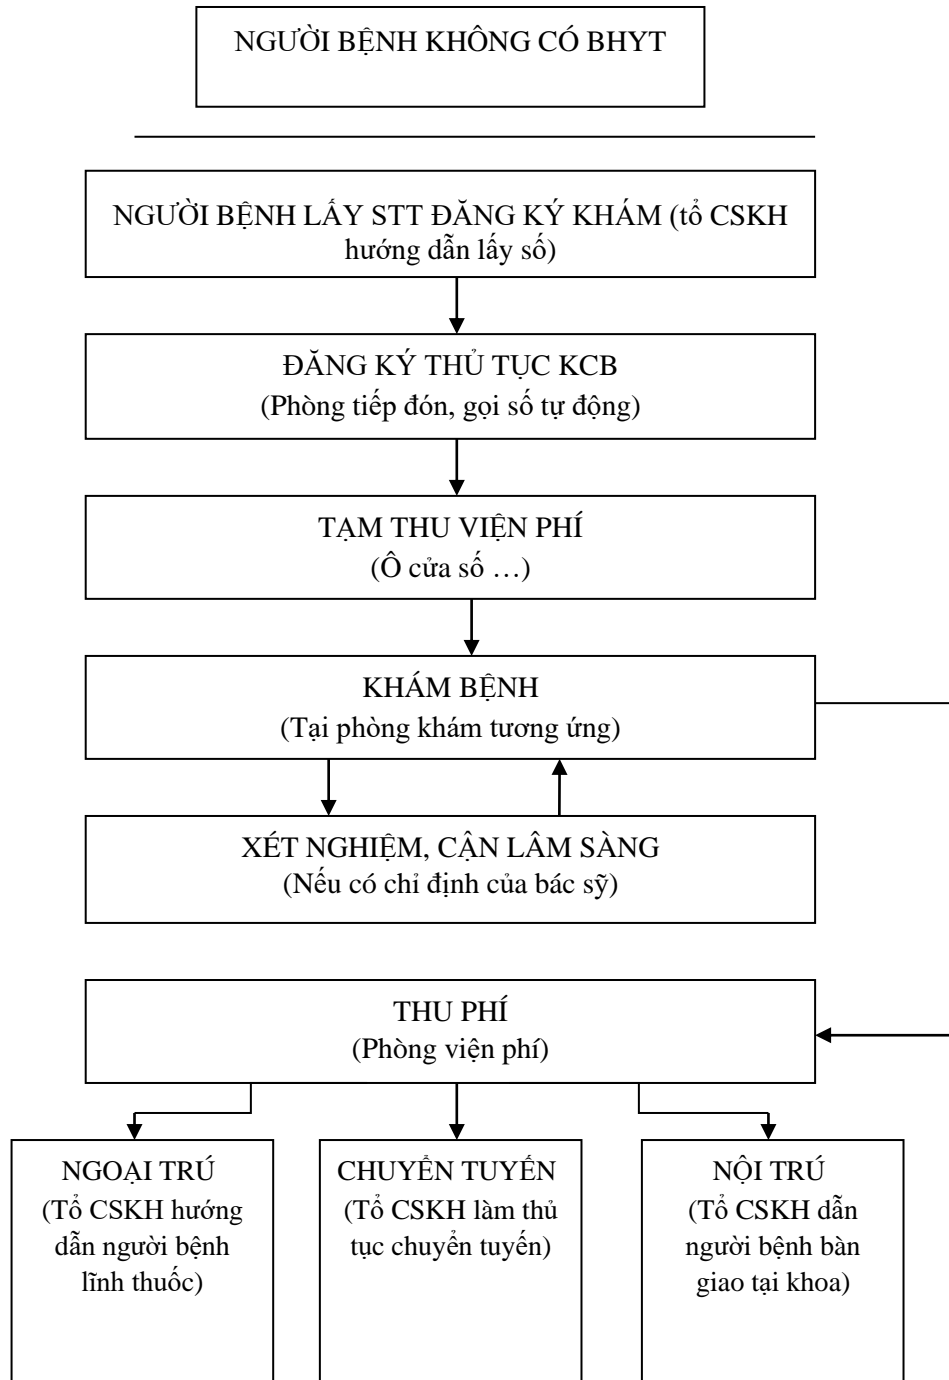 NGƯỜI BỆNH KHÔNG CÓ BHYT
NGƯỜI BỆNH LẤY STT ĐĂNG KÝ KHÁM (tổ CSKH
hướng dẫn lấy số)
ĐĂNG KÝ THỦ TỤC KCB
(Phòng tiếp đón, gọi số tự động)
TẠM THU VIỆN PHÍ
(Ô cửa số …)
KHÁM BỆNH
(Tại phòng khám tương ứng)
XÉT NGHIỆM, CẬN LÂM SÀNG
(Nếu có chỉ định của bác sỹ)
THU PHÍ
(Phòng viện phí)
NGOẠI TRÚ
(Tổ CSKH hướng
dẫn người bệnh
lĩnh thuốc)
CHUYỂN TUYẾN
(Tổ CSKH làm thủ
tục chuyển tuyến)
NỘI TRÚ
(Tổ CSKH dẫn
người bệnh bàn
giao tại khoa)